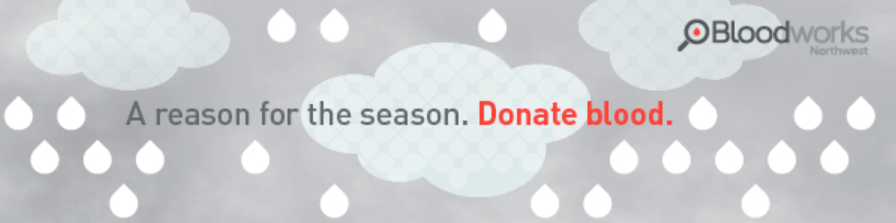 Bloodworks
Northwest
A reason for the season. Donate blood.